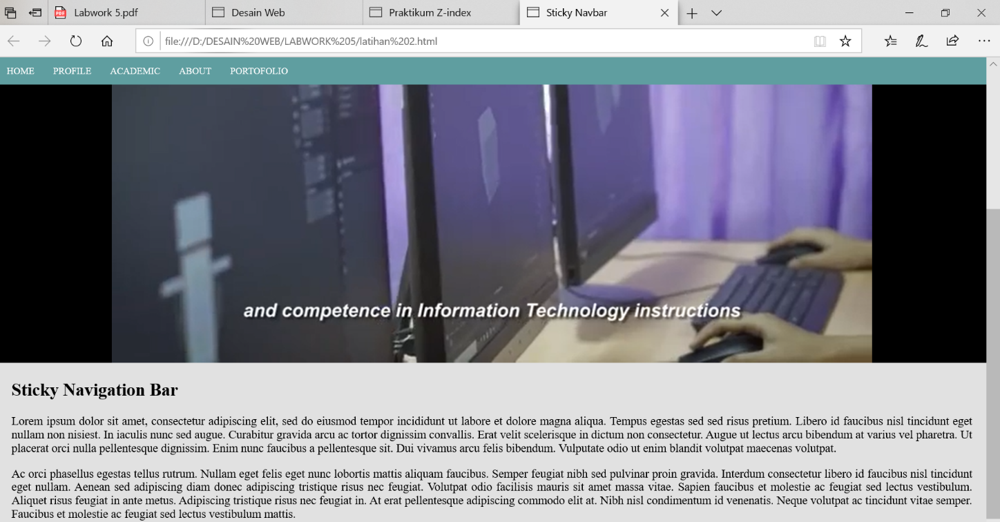 Labwork 5.pdf
Desain Web
Praktikum Z-index
Sticky Navbar
file:///D:/DESAIN%20WEB/LABWORK%205/latihan%202.html
HOME PROFILE ACADEMIC ABOUT PORTOFOLIO
and competence in Information Technology instructions
Sticky Navigation Bar
Lorem ipsum dolor sit amet, consectetur adipiscing elit, sed do eiusmod tempor incididunt ut labore et dolore magna aliqua. Tempus egestas sed sed risus pretium. Libero id faucibus nisl tincidunt eget
nullam non nisiest. In iaculis nunc sed augue. Curabitur gravida arcu ac tortor dignissim convallis. Erat velit scelerisque in dictum non consectetur. Augue ut lectus arcu bibendum at varius vel pharetra. Ut
placerat orci nulla pellentesque dignissim. Enim nunc faucibus a pellentesque sit. Dui vivamus arcu felis bibendum. Vulputate odio ut enim blandit volutpat maecenas volutpat.
Ac orci phasellus egestas tellus rutrum. Nullam eget felis eget nunc lobortis mattis aliquam faucibus. Semper feugiat nibh sed pulvinar proin gravida. Interdum consectetur libero id faucibus nisl tincidunt
eget nullam. Aenean sed adipiscing diam donec adipiscing tristique risus nec feugiat. Volutpat odio facilisis mauris sit amet massa vitae. Sapien faucibus et molestie ac feugiat sed lectus vestibulum.
Aliquet risus feugiat in ante metus. Adipiscing tristique risus nec feugiat in. At erat pellentesque adipiscing commodo elit at. Nibh nisl condimentum id venenatis. Neque volutpat ac tincidunt vitae semper.
Faucibus et molestie ac feugiat sed lectus vestibulum mattis.